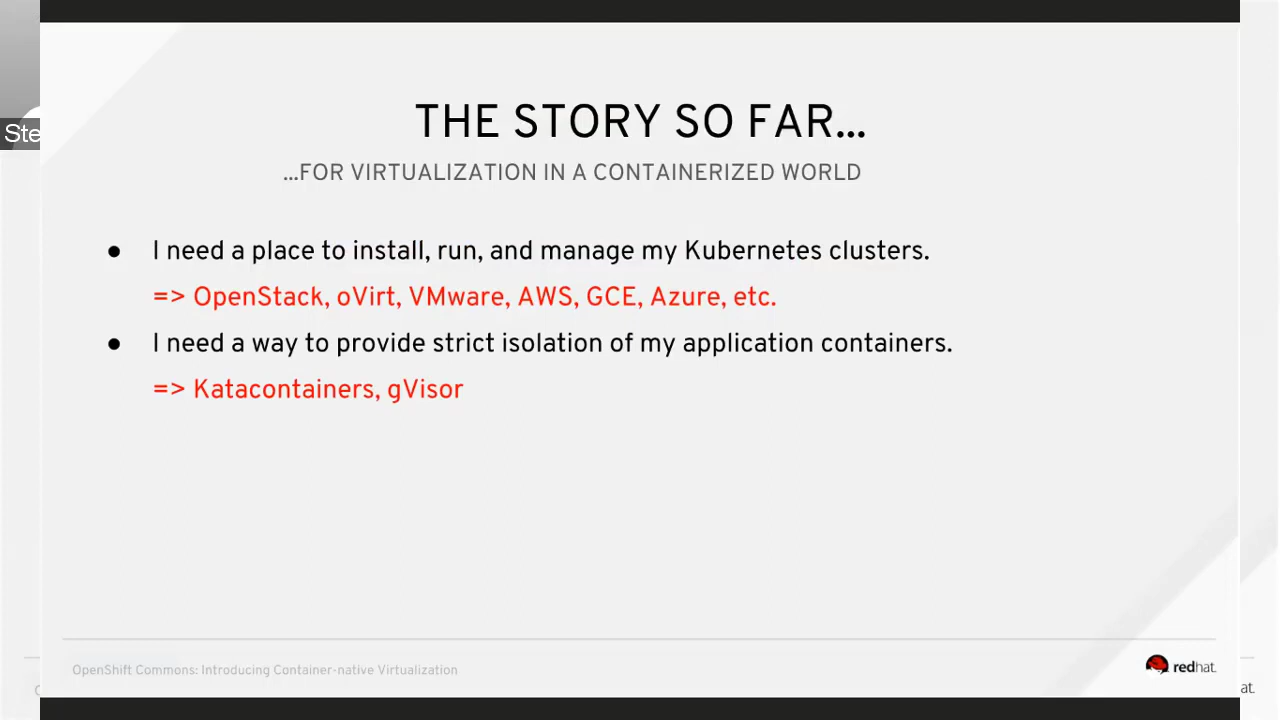 THE STORY SO FAR...
...FOR VIRTUALIZATION IN A CONTAINERIZED WORLD
Ste
● I need a place to install, run, and manage my Kubernetes clusters.
=> OpenStack, oVirt, VMware, AWS, GCE, Azure, etc.
● I need a way to provide strict isolation of my application containers.
=> Katacontainers, gVisor
OpenShift Commons: Introducing Container-native Virtualization
redhat.
at.